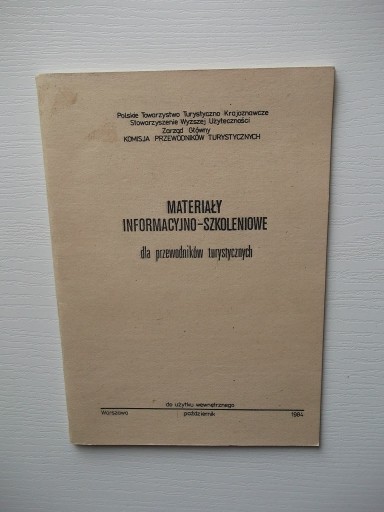 Polskie Towarzystwo Turystyczno Krajoznawcze
Stowarzyszenie Wyższej Użyteczności
Zarząd Główny
KOMISJA PRZEWODNIKÓW TURYSTYCZNYCH
MATERIAŁY
INFORMACYJNO-SZKOLENIOWE
dla przewodników turystycznych
do użytku wewnętrznego
Warszawa październik 1984